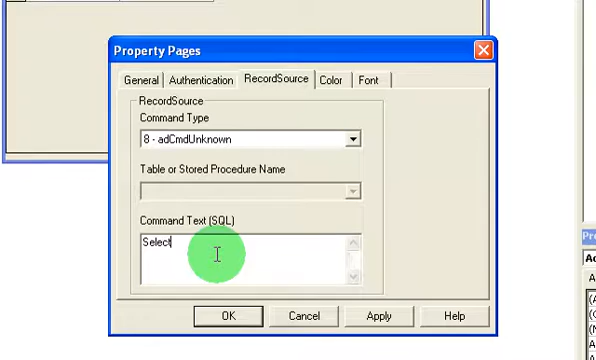 Property Pages
General Authentication RecordSource Color Font
RecordSource
Command Type
8 - adCmdUnknown
Table or Stored Procedure Name
Command Text (SQL)
Select
OK Cancel Apply Help